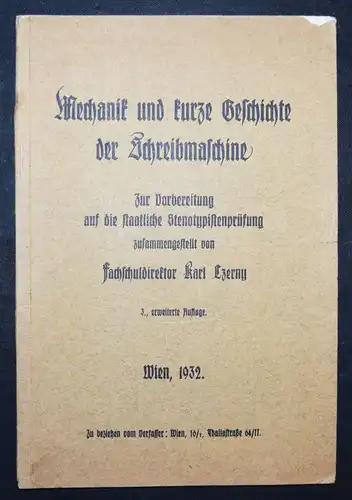 Mechanik und kurze Geschichte
der Schreibmaschine
Zur Vorbereitung
auf die staatliche Stenotypistenprüfung
zusammengestellt von
Fachschuldirektor Karl Czerny
3., erweiterte Auflage.
Wien, 1932.
Zu beziehen vom Verfasser: Wien, 16/1, Thaliastraße 64/17.